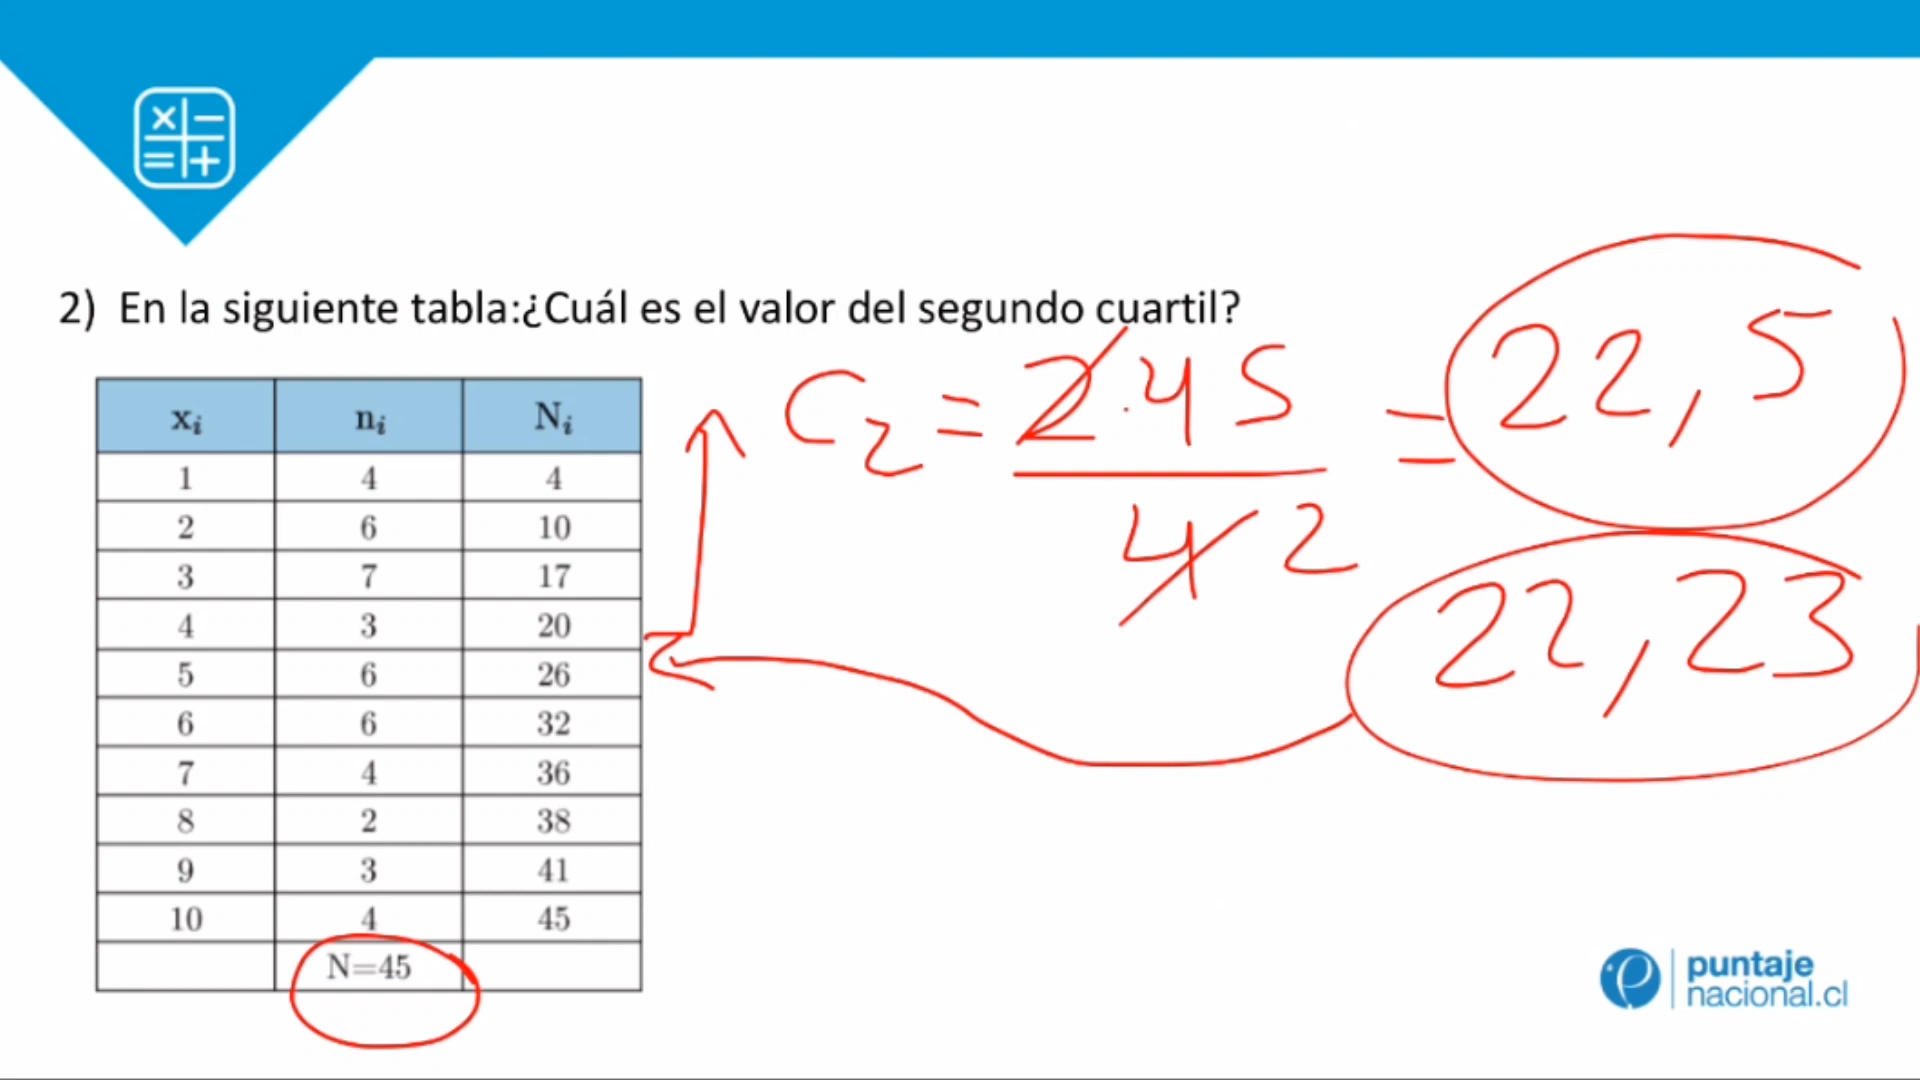 2) En la siguiente tabla:¿Cuál es el valor del segundo cuartil?
xi ni Ni
1 4 4
2 6 10
3 7 17
4 3 20
5 6 26
6 6 32
7 4 36
8 2 38
9 3 41
10 4 45
N=45
C2 = 2·45 / 4 2 = 22,5
22,23
puntaje
nacional.cl